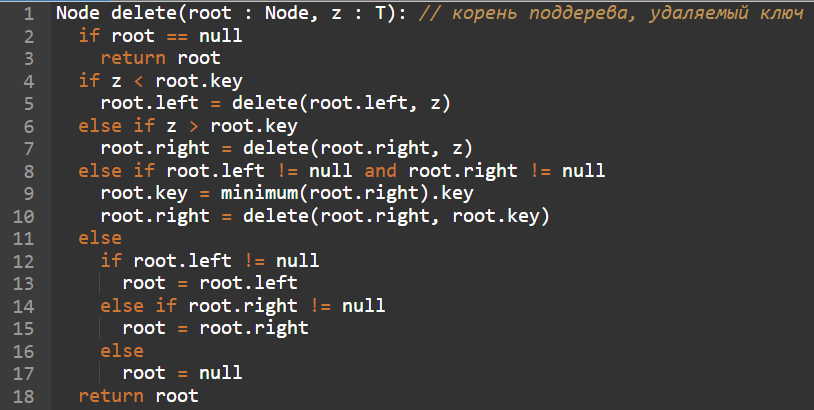 1 Node delete(root : Node, z : T): // корень поддерева, удаляемый ключ
2 if root == null
3 return root
4 if z < root.key
5 root.left = delete(root.left, z)
6 else if z > root.key
7 root.right = delete(root.right, z)
8 else if root.left != null and root.right != null
9 root.key = minimum(root.right).key
10 root.right = delete(root.right, root.key)
11 else
12 if root.left != null
13 root = root.left
14 else if root.right != null
15 root = root.right
16 else
17 root = null
18 return root